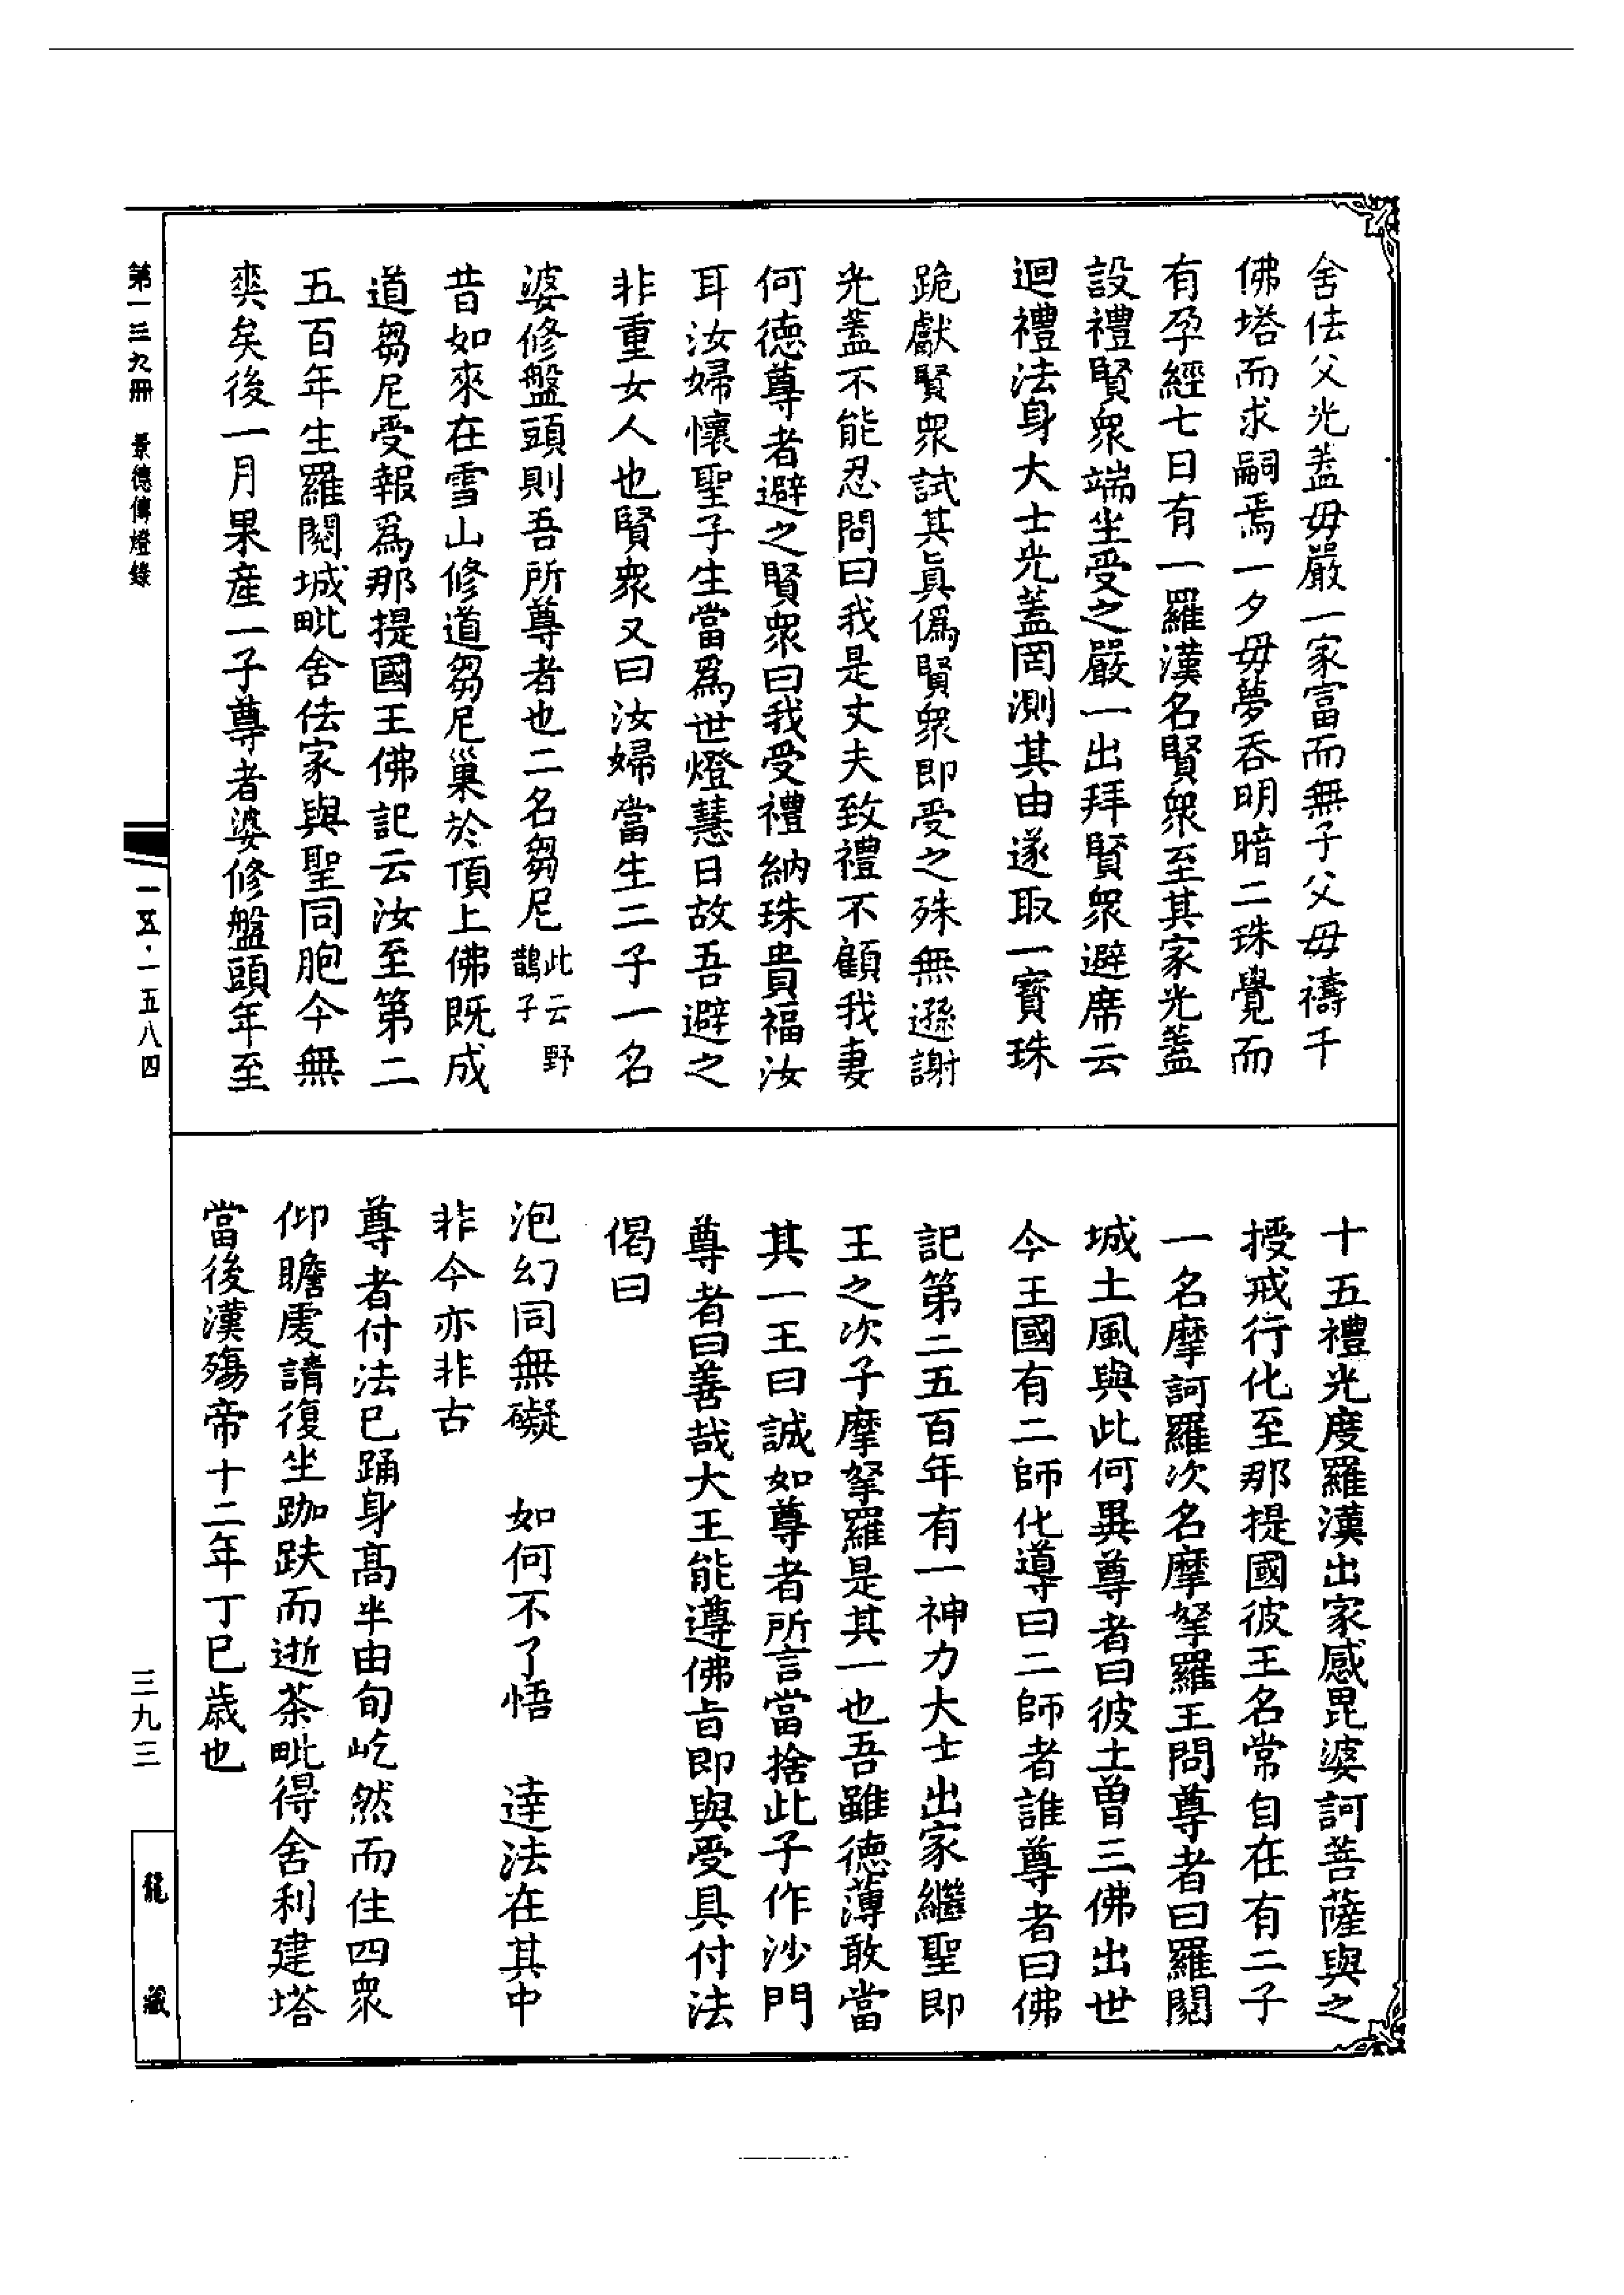 舍佉父光蓋毋嚴一家富而無子父毋禱千
佛塔而求嗣焉一夕毋夢吞明暗二珠覺而
有孕經七日有一羅漢名賢衆至其家光蓋
設禮賢衆端坐受之嚴一出拜賢衆避席云
迴禮法身大士光蓋罔測其由遂取一寶珠
跪獻賢衆試其眞僞賢衆即受之殊無遜謝
光蓋不能忍問曰我是丈夫致禮不顧我妻
何德尊者避之賢衆曰我受禮納珠貴福汝
耳汝婦懷聖子生當爲世燈慧日故吾避之
非重女人也賢衆又曰汝婦當生二子一名
婆修盤頭則吾所尊者也二名芻尼此云野鵲子
昔如來在雪山修道芻尼巢於頂上佛既成
道芻尼受報爲那提國王佛記云汝至第二
五百年生羅閱城毗舍佉家與聖同胞今無
爽矣後一月果產一子尊者婆修盤頭年至
十五禮光度羅漢出家感毘婆訶菩薩與之
授戒行化至那提國彼王名常自在有二子
一名摩訶羅次名摩拏羅王問尊者曰羅閱
城土風與此何異尊者曰彼土曾三佛出世
今王國有二師化導曰二師者誰尊者曰佛
記第二五百年有一神力大士出家繼聖即
王之次子摩拏羅是其一也吾雖德薄敢當
其一王曰誠如尊者所言當捨此子作沙門
尊者曰善哉大王能遵佛旨即與受具付法
偈曰
泡幻同無礙　如何不了悟　達法在其中
非今亦非古
尊者付法已踊身高半由旬屹然而住四衆
仰瞻虔請復坐跏趺而逝茶毗得舍利建塔
當後漢殤帝十二年丁巳歲也
第一三九冊　景德傳燈錄
一五·一五八四
三九三
龍藏